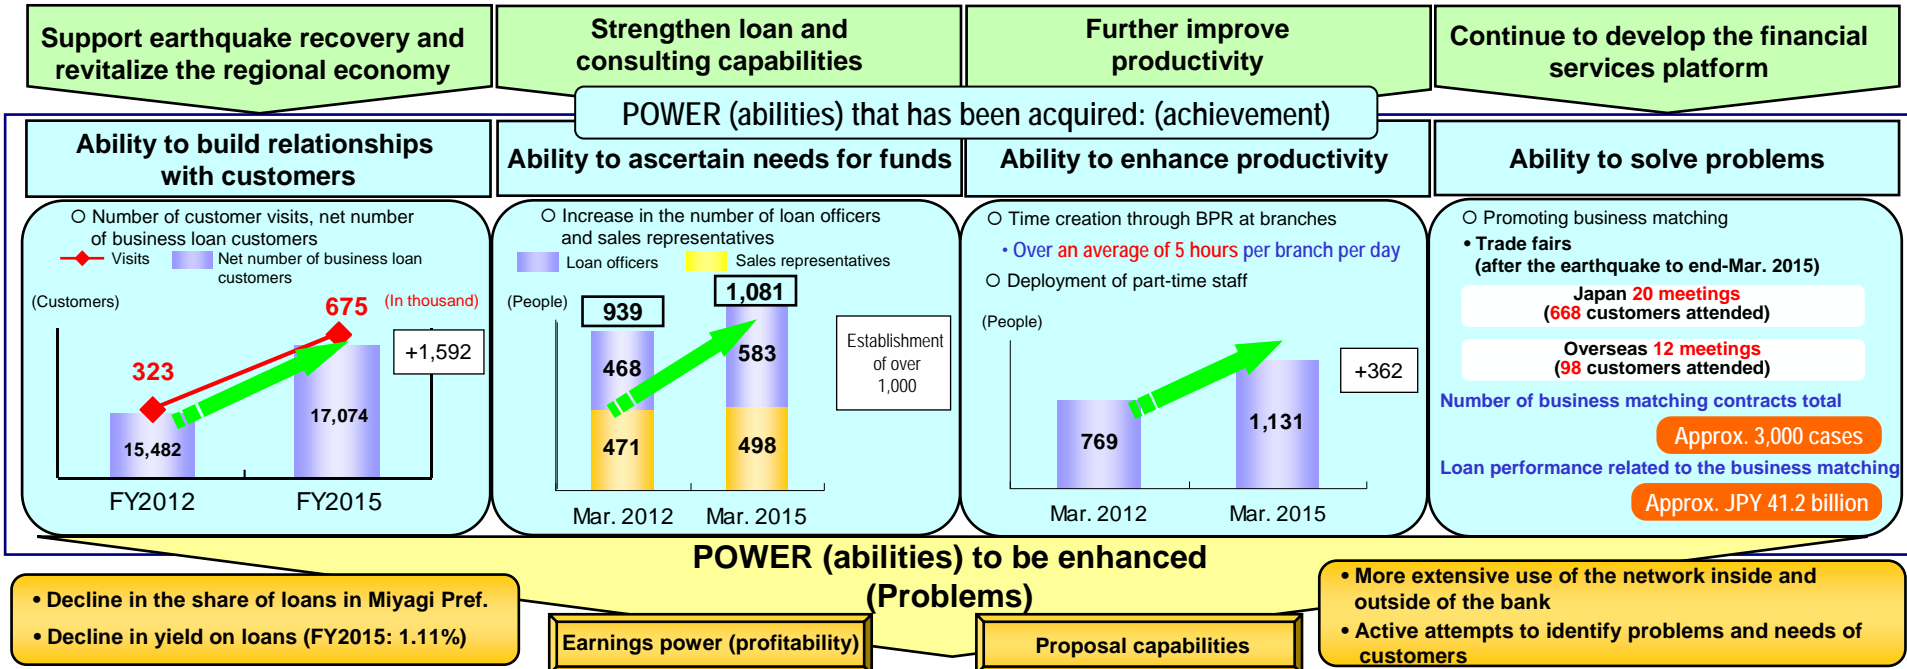 Support earthquake recovery and
revitalize the regional economy
Strengthen loan and
consulting capabilities
Further improve
productivity
Continue to develop the financial
services platform
POWER (abilities) that has been acquired: (achievement)
Ability to build relationships
with customers
Ability to ascertain needs for funds
Ability to enhance productivity
Ability to solve problems
○ Number of customer visits, net number
of business loan customers
Visits
Net number of business loan
customers
(Customers)
(In thousand)
323
675
+1,592
15,482
17,074
FY2012
FY2015
○ Increase in the number of loan officers
and sales representatives
Loan officers
Sales representatives
(People)
939
1,081
468
583
471
498
Establishment
of over
1,000
Mar. 2012
Mar. 2015
○ Time creation through BPR at branches
• Over an average of 5 hours per branch per day
○ Deployment of part-time staff
(People)
769
1,131
+362
Mar. 2012
Mar. 2015
○ Promoting business matching
• Trade fairs
(after the earthquake to end-Mar. 2015)
Japan 20 meetings
(668 customers attended)
Overseas 12 meetings
(98 customers attended)
Number of business matching contracts total
Approx. 3,000 cases
Loan performance related to the business matching
Approx. JPY 41.2 billion
POWER (abilities) to be enhanced
(Problems)
• Decline in the share of loans in Miyagi Pref.
• Decline in yield on loans (FY2015: 1.11%)
Earnings power (profitability)
Proposal capabilities
• More extensive use of the network inside and
outside of the bank
• Active attempts to identify problems and needs of
customers